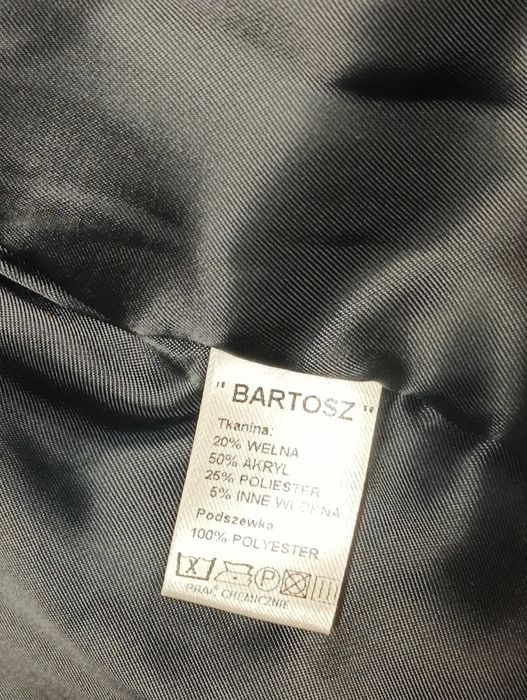 " BARTOSZ "
Tkanina:
20% WEŁNA
50% AKRYL
25% POLIESTER
5% INNE WŁÓKNA
Podszewka
100% POLYESTER
P
PRAĆ CHEMICZNIE